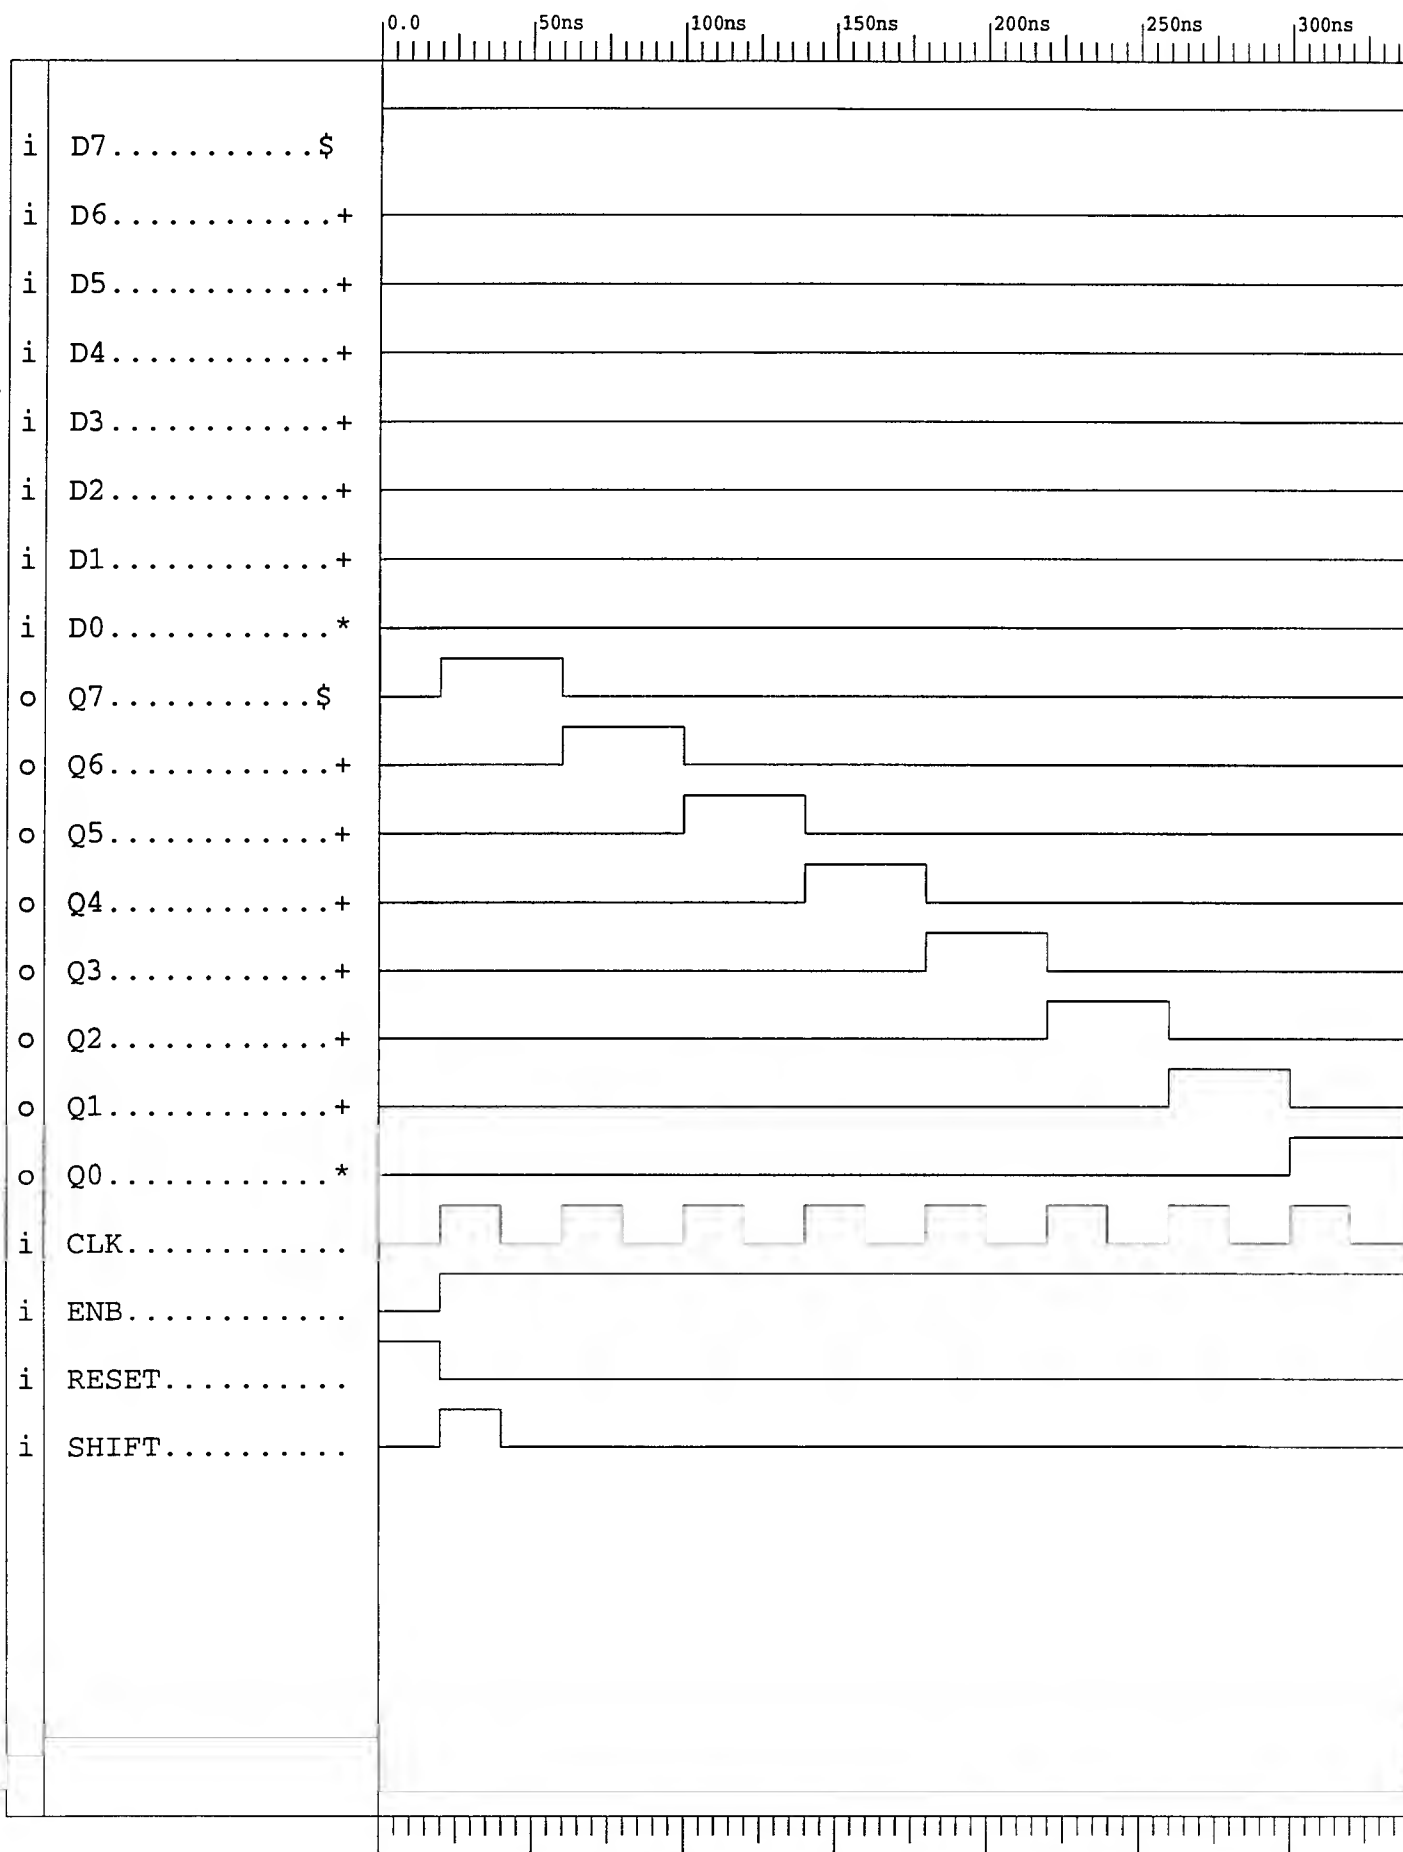 0.0 50ns 100ns 150ns 200ns 250ns 300ns
i D7...........$
i D6............+
i D5............+
i D4............+
i D3............+
i D2............+
i D1............+
i D0............*
o Q7...........$
o Q6............+
o Q5............+
o Q4............+
o Q3............+
o Q2............+
o Q1............+
o Q0............*
i CLK............
i ENB............
i RESET..........
i SHIFT..........